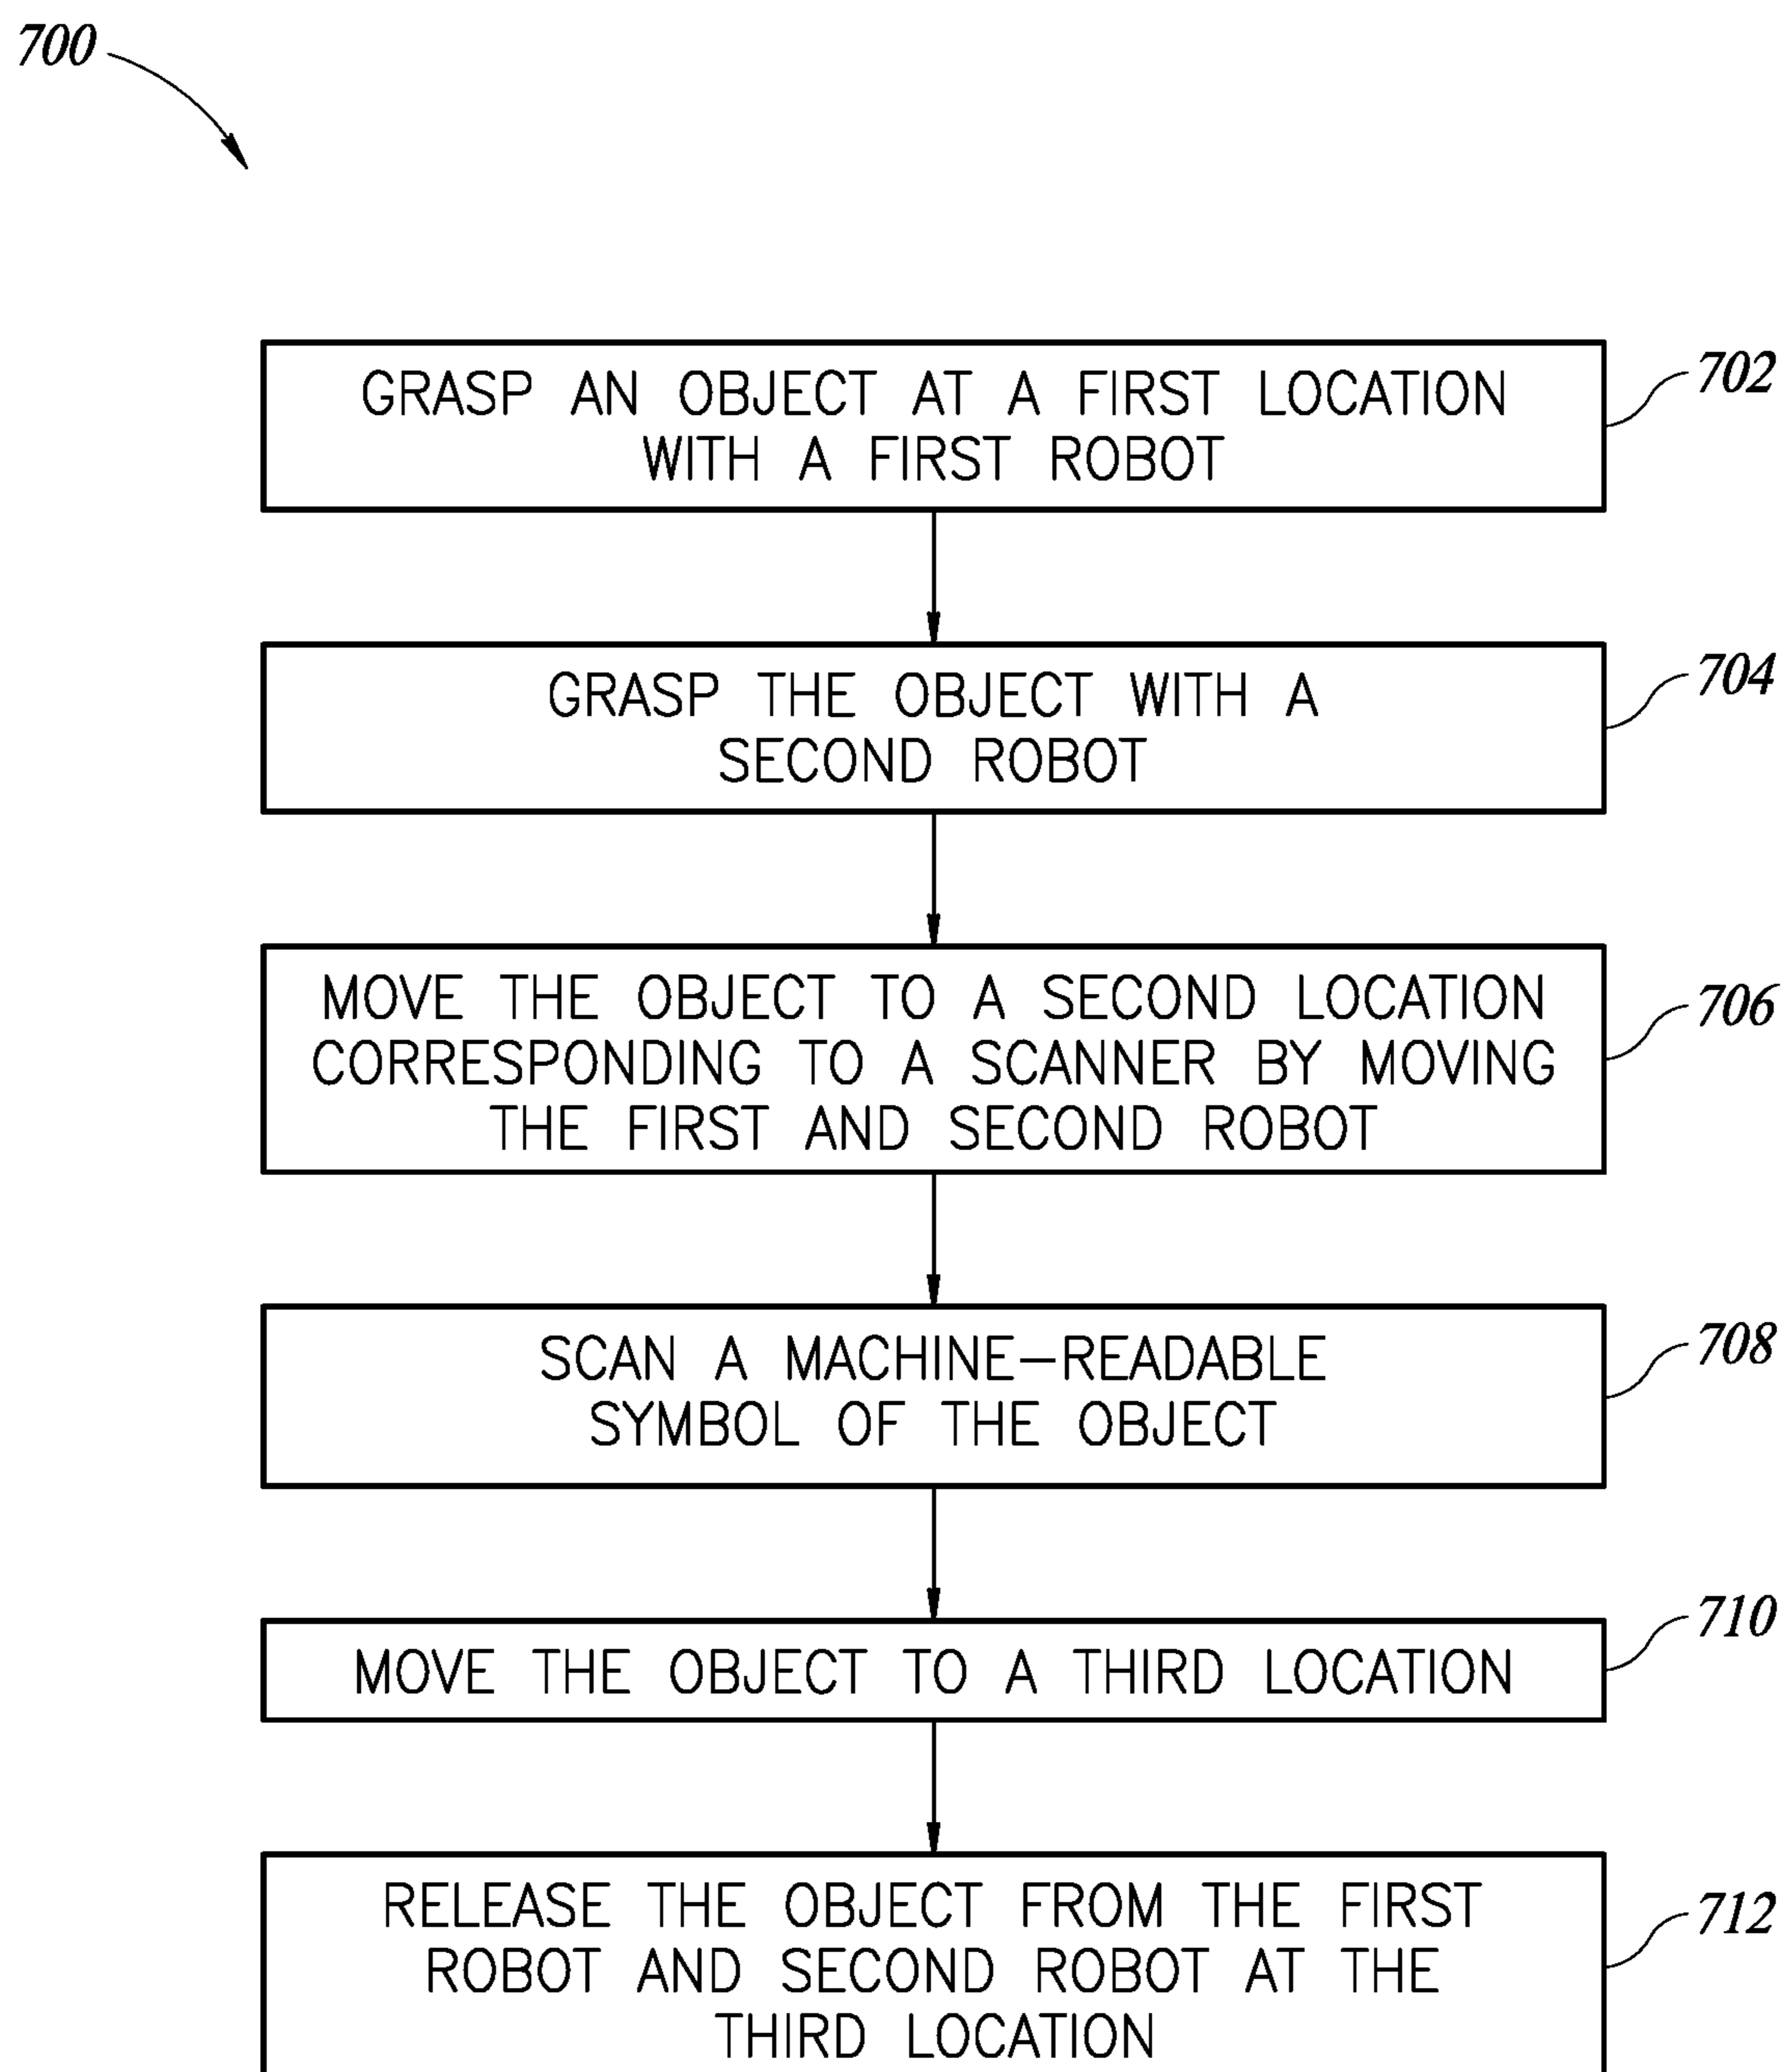 700
GRASP AN OBJECT AT A FIRST LOCATION
WITH A FIRST ROBOT
702
GRASP THE OBJECT WITH A
SECOND ROBOT
704
MOVE THE OBJECT TO A SECOND LOCATION
CORRESPONDING TO A SCANNER BY MOVING
THE FIRST AND SECOND ROBOT
706
SCAN A MACHINE-READABLE
SYMBOL OF THE OBJECT
708
MOVE THE OBJECT TO A THIRD LOCATION
710
RELEASE THE OBJECT FROM THE FIRST
ROBOT AND SECOND ROBOT AT THE
THIRD LOCATION
712